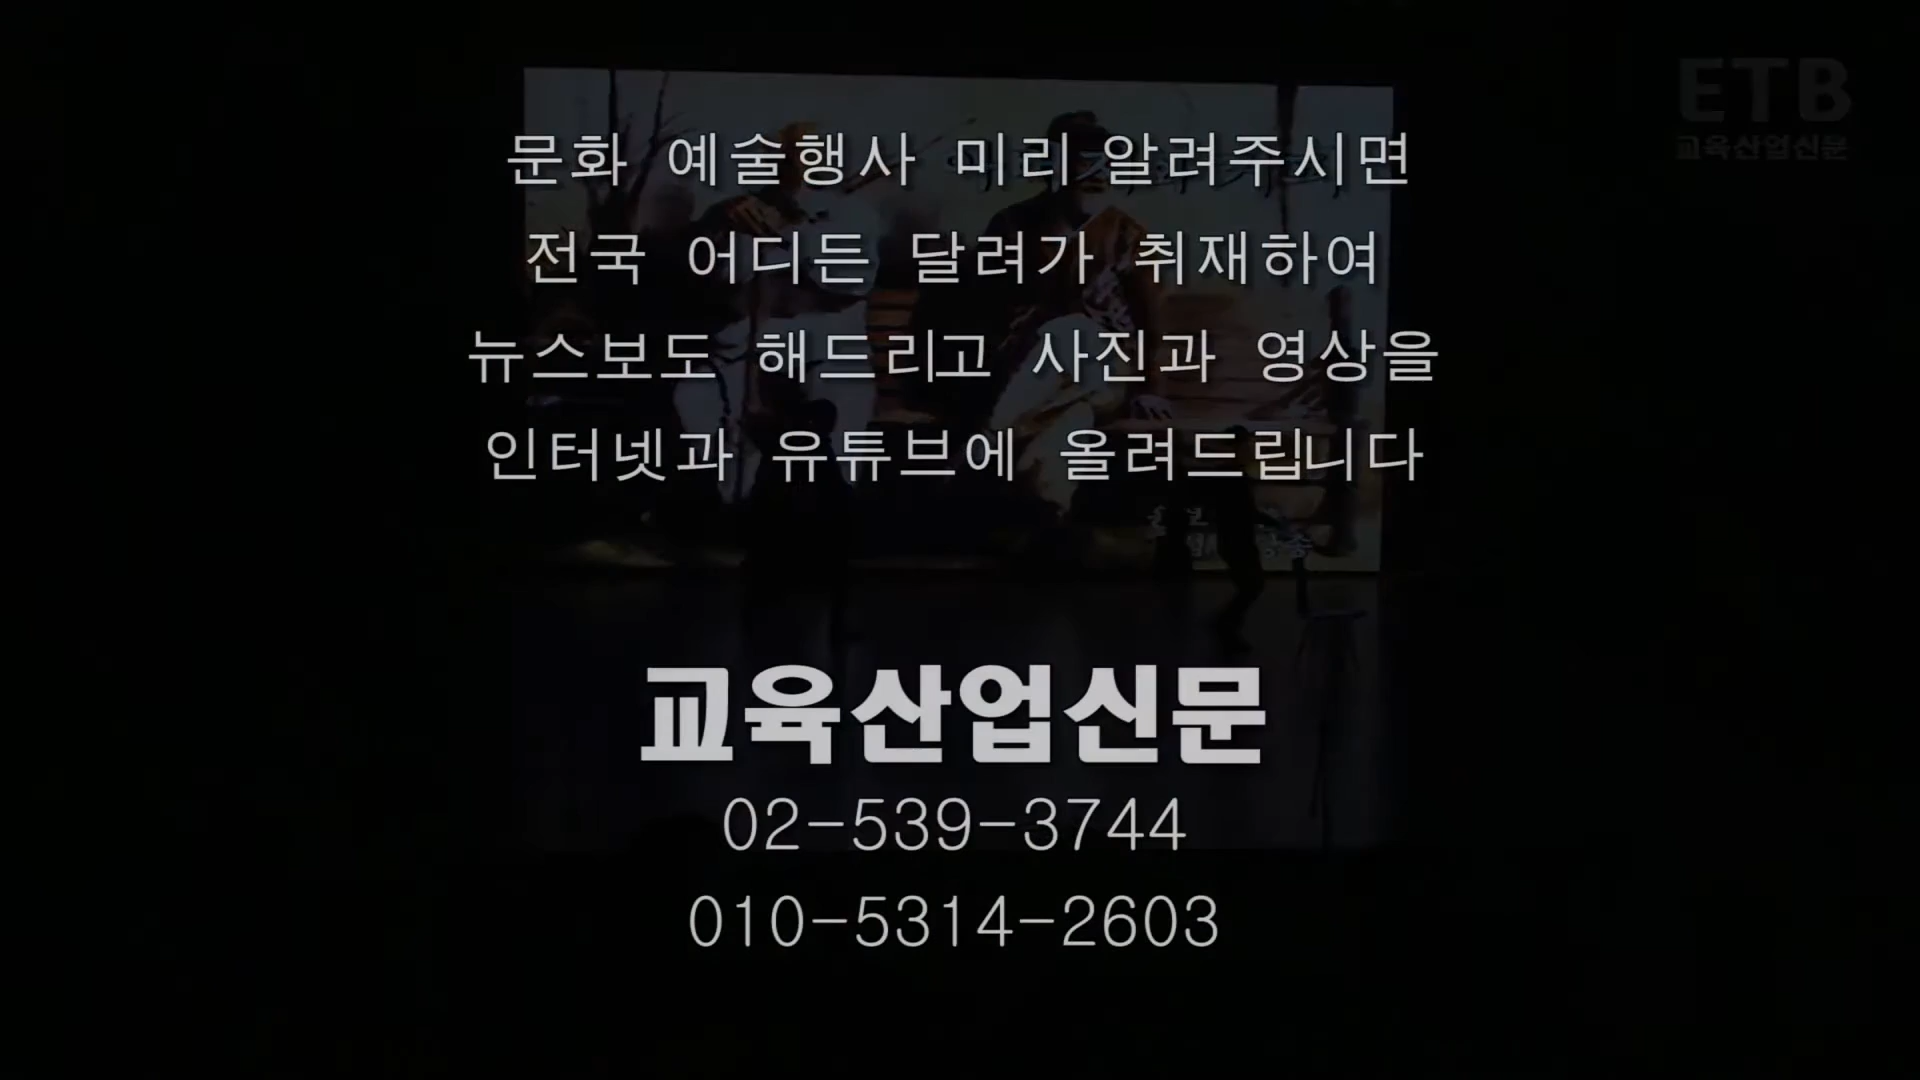 ETB
교육산업신문
문화 예술행사 미리 알려주시면
전국 어디든 달려가 취재하여
뉴스보도 해드리고 사진과 영상을
인터넷과 유튜브에 올려드립니다
교육산업신문
02-539-3744
010-5314-2603